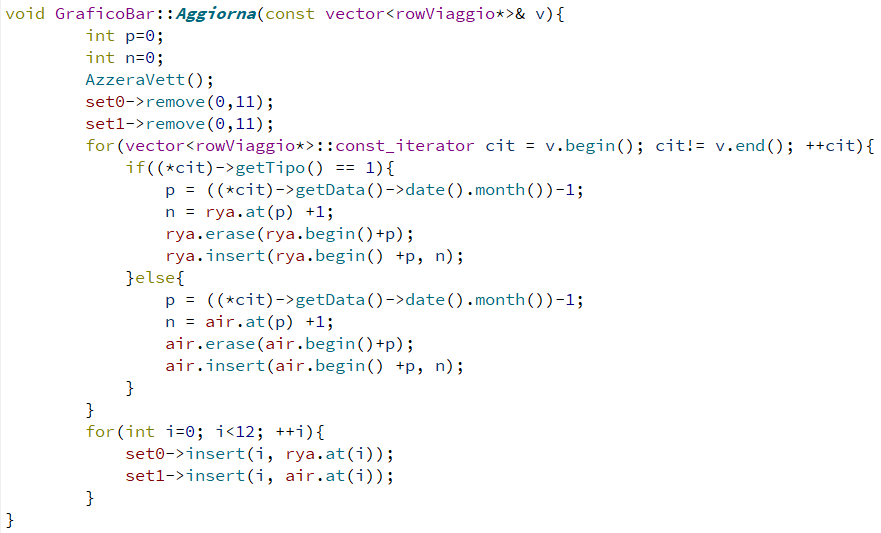 void GraficoBar::Aggiorna(const vector<rowViaggio*>& v){
        int p=0;
        int n=0;
        AzzeraVett();
        set0->remove(0,11);
        set1->remove(0,11);
        for(vector<rowViaggio*>::const_iterator cit = v.begin(); cit!= v.end(); ++cit){
            if((*cit)->getTipo() == 1){
                p = ((*cit)->getData()->date().month())-1;
                n = rya.at(p) +1;
                rya.erase(rya.begin()+p);
                rya.insert(rya.begin() +p, n);
            }else{
                p = ((*cit)->getData()->date().month())-1;
                n = air.at(p) +1;
                air.erase(air.begin()+p);
                air.insert(air.begin() +p, n);
            }
        }
        for(int i=0; i<12; ++i){
            set0->insert(i, rya.at(i));
            set1->insert(i, air.at(i));
        }
}